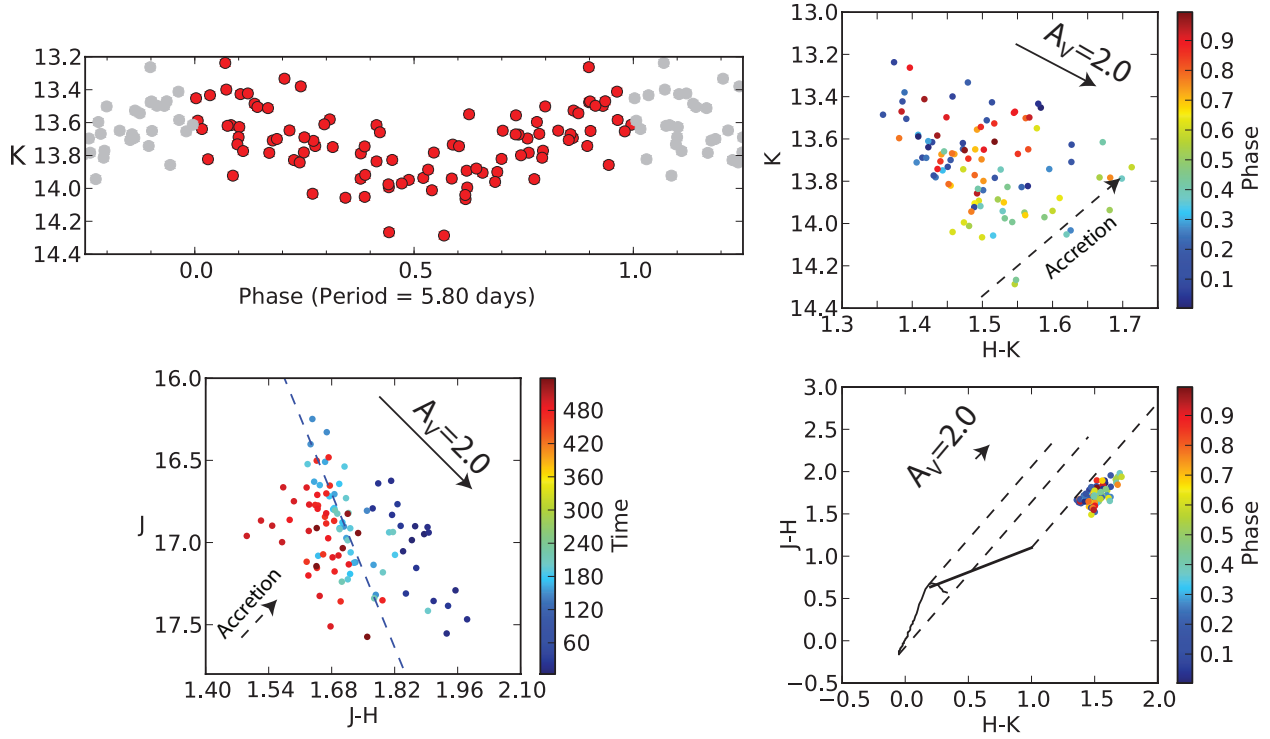 13.2
13.4
13.6
K 13.8
14.0
14.2
14.4
0.0 0.5 1.0
Phase (Period = 5.80 days)
13.0
13.2
13.4
13.6
K
13.8
14.0
14.2
14.4
1.3 1.4 1.5 1.6 1.7
H-K
A_V=2.0
Accretion
0.9
0.8
0.7
0.6
0.5
0.4
0.3
0.2
0.1
Phase
16.0
16.5
J
17.0
17.5
1.40 1.54 1.68 1.82 1.96 2.10
J-H
A_V=2.0
Accretion
480
420
360
300
240
180
120
60
Time
3.0
2.5
2.0
1.5
1.0
0.5
0.0
−0.5
J-H
−0.5 0.0 0.5 1.0 1.5 2.0
H-K
A_V=2.0
0.9
0.8
0.7
0.6
0.5
0.4
0.3
0.2
0.1
Phase